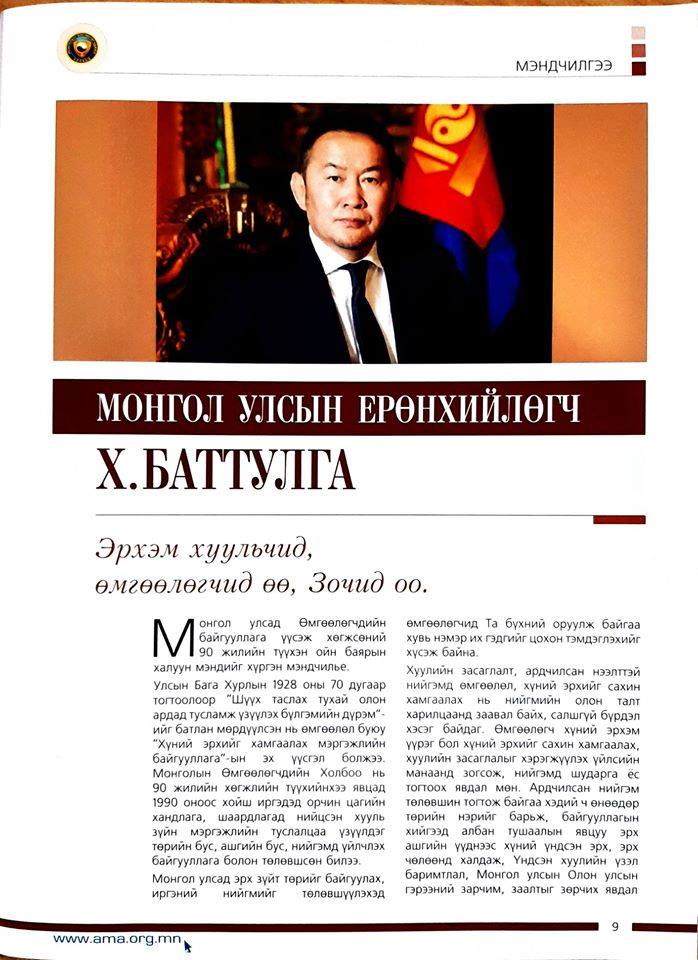 МЭНДЧИЛГЭЭ
МОНГОЛ УЛСЫН ЕРӨНХИЙЛӨГЧ
Х.БАТТУЛГА
Эрхэм хуульчид,
өмгөөлөгчид өө, Зочид оо.
Монгол улсад Өмгөөлөгчдийн
байгууллага үүсэж хөгжсөний
90 жилийн түүхэн ойн баярын
халуун мэндийг хүргэн мэндчилье.
Улсын Бага Хурлын 1928 оны 70 дугаар
тогтоолоор "Шүүх таслах тухай олон
ардад тусламж үзүүлэх бүлгэмийн дүрэм"-
ийг батлан мөрдүүлсэн нь өмгөөлөл буюу
"Хүний эрхийг хамгаалах мэргэжлийн
байгууллага"-ын эх үүсгэл болжээ.
Монголын Өмгөөлөгчдийн Холбоо нь
90 жилийн хөгжлийн түүхийнхээ явцад
1990 оноос хойш иргэдэд орчин цагийн
хандлага, шаардлагад нийцсэн хууль
зүйн мэргэжлийн туслалцаа үзүүлдэг
төрийн бус, ашгийн бус, нийгэмд үйлчлэх
байгууллага болон төлөвшсөн билээ.
Монгол улсад эрх зүйт төрийг байгуулах,
иргэний нийгмийг төлөвшүүлэхэд
өмгөөлөгчид Та бүхний оруулж байгаа
хувь нэмэр их гэдгийг цохон тэмдэглэхийг
хүсэж байна.
Хуулийн засаглалт, ардчилсан нээлттэй
нийгэмд өмгөөлөл, хүний эрхийг сахин
хамгаалах нь нийгмийн олон талт
харилцаанд заавал байх, салшгүй бүрдэл
хэсэг байдаг. Өмгөөлөгч хүний эрхэм
үүрэг бол хүний эрхийг сахин хамгаалах,
хуулийн засаглалыг хэрэгжүүлэх үйлсийн
манаанд зогсож, нийгэмд шударга ёс
тогтоох явдал мөн. Ардчилсан нийгэм
төлөвшин тогтож байгаа хэдий ч өнөөдөр
төрийн нэрийг барьж, байгууллагын
хийгээд албан тушаалын явцуу эрх
ашгийн үүднээс хүний үндсэн эрх, эрх
чөлөөнд халдаж, Үндсэн хуулийн үзэл
баримтлал, Монгол улсын Олон улсын
гэрээний зарчим, заалтыг зөрчих явдал
9
www.ama.org.mn